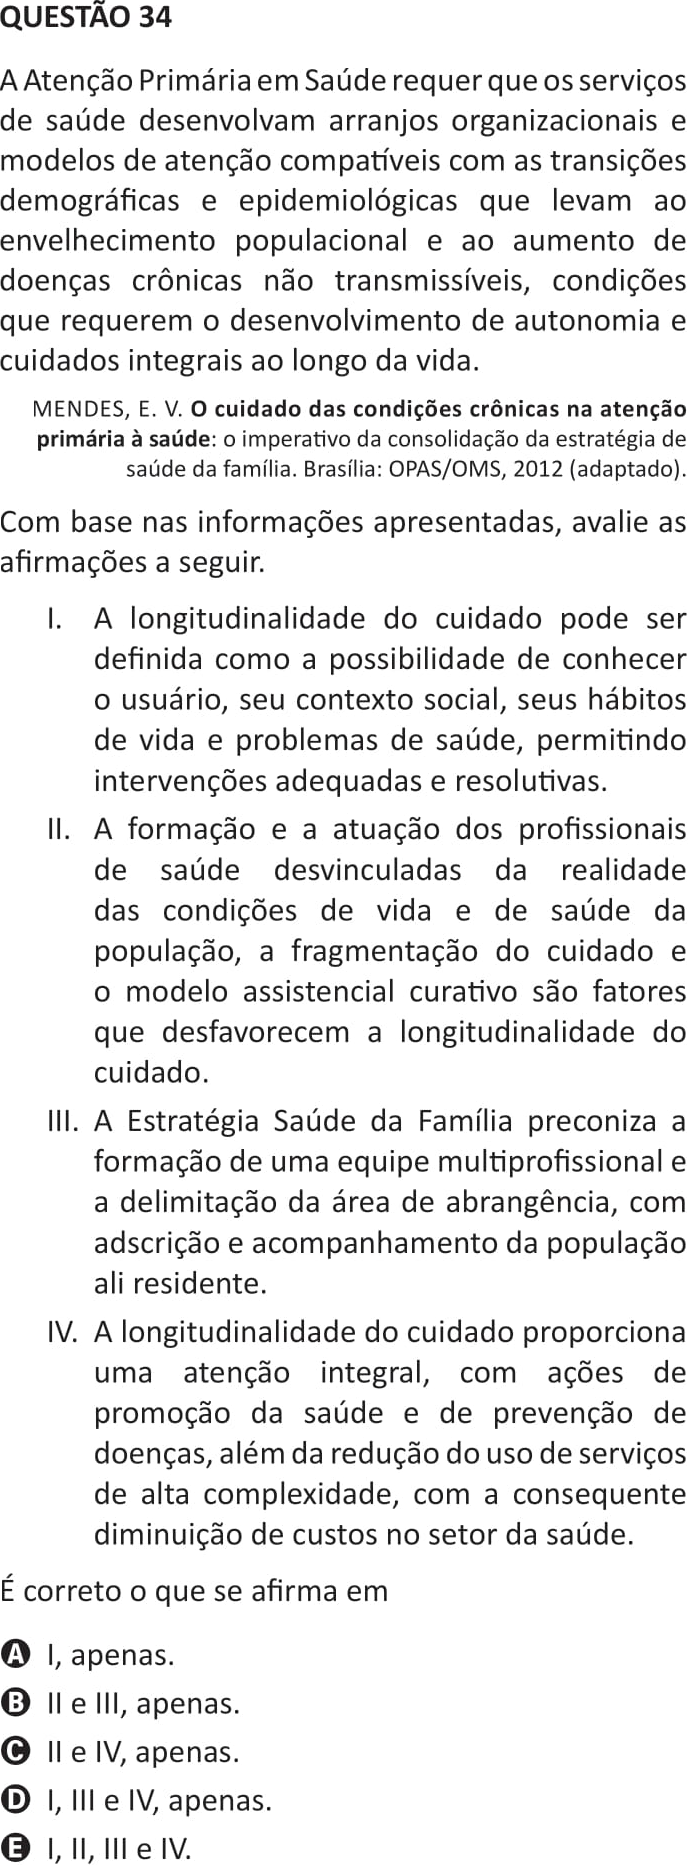 QUESTÃO 34
A Atenção Primária em Saúde requer que os serviços
de saúde desenvolvam arranjos organizacionais e
modelos de atenção compatíveis com as transições
demográficas e epidemiológicas que levam ao
envelhecimento populacional e ao aumento de
doenças crônicas não transmissíveis, condições
que requerem o desenvolvimento de autonomia e
cuidados integrais ao longo da vida.
MENDES, E. V. O cuidado das condições crônicas na atenção
primária à saúde: o imperativo da consolidação da estratégia de
saúde da família. Brasília: OPAS/OMS, 2012 (adaptado).
Com base nas informações apresentadas, avalie as
afirmações a seguir.
I. A longitudinalidade do cuidado pode ser
definida como a possibilidade de conhecer
o usuário, seu contexto social, seus hábitos
de vida e problemas de saúde, permitindo
intervenções adequadas e resolutivas.
II. A formação e a atuação dos profissionais
de saúde desvinculadas da realidade
das condições de vida e de saúde da
população, a fragmentação do cuidado e
o modelo assistencial curativo são fatores
que desfavorecem a longitudinalidade do
cuidado.
III. A Estratégia Saúde da Família preconiza a
formação de uma equipe multiprofissional e
a delimitação da área de abrangência, com
adscrição e acompanhamento da população
ali residente.
IV. A longitudinalidade do cuidado proporciona
uma atenção integral, com ações de
promoção da saúde e de prevenção de
doenças, além da redução do uso de serviços
de alta complexidade, com a consequente
diminuição de custos no setor da saúde.
É correto o que se afirma em
A I, apenas.
B II e III, apenas.
C II e IV, apenas.
D I, III e IV, apenas.
E I, II, III e IV.